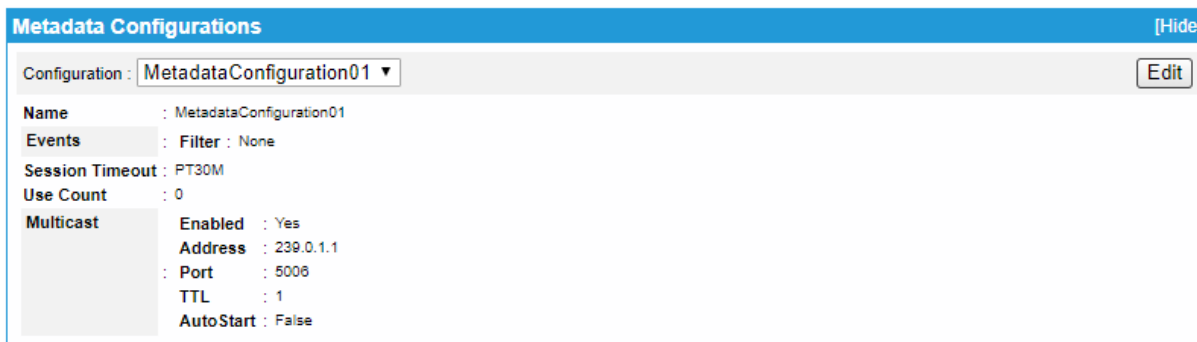 Metadata Configurations [Hide
Configuration : MetadataConfiguration01 ▼ Edit
Name : MetadataConfiguration01
Events : Filter : None
Session Timeout : PT30M
Use Count : 0
Multicast : Enabled : Yes
Address : 239.0.1.1
Port : 5006
TTL : 1
AutoStart : False